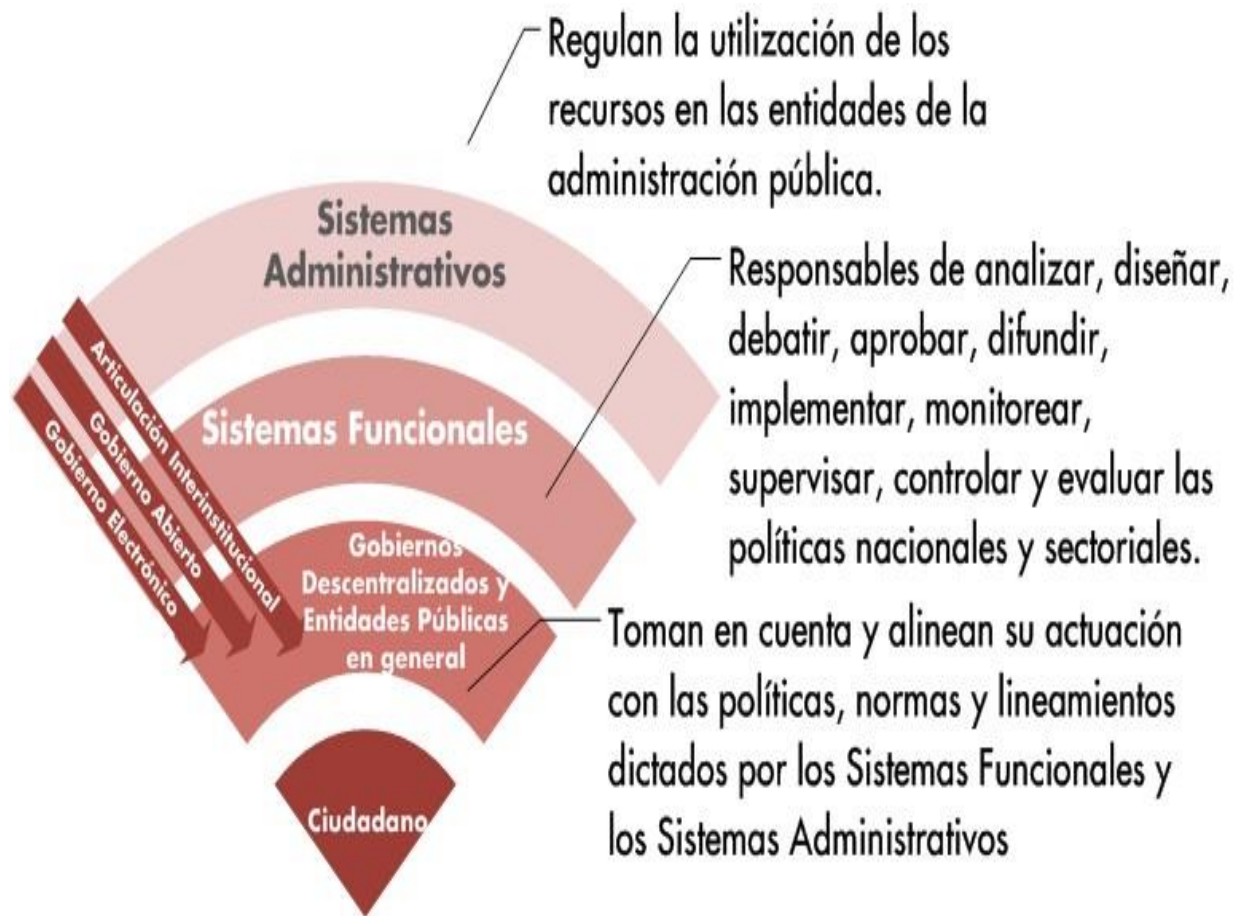 Regulan la utilización de los
recursos en las entidades de la
administración pública.
Sistemas
Administrativos
Responsables de analizar, diseñar,
debatir, aprobar, difundir,
implementar, monitorear,
supervisar, controlar y evaluar las
políticas nacionales y sectoriales.
Articulación Interinstitucional
Gobierno Abierto
Gobierno Electrónico
Sistemas Funcionales
Gobiernos
Descentralizados y
Entidades Públicas
en general
Toman en cuenta y alinean su actuación
con las políticas, normas y lineamientos
dictados por los Sistemas Funcionales y
los Sistemas Administrativos
Ciudadano